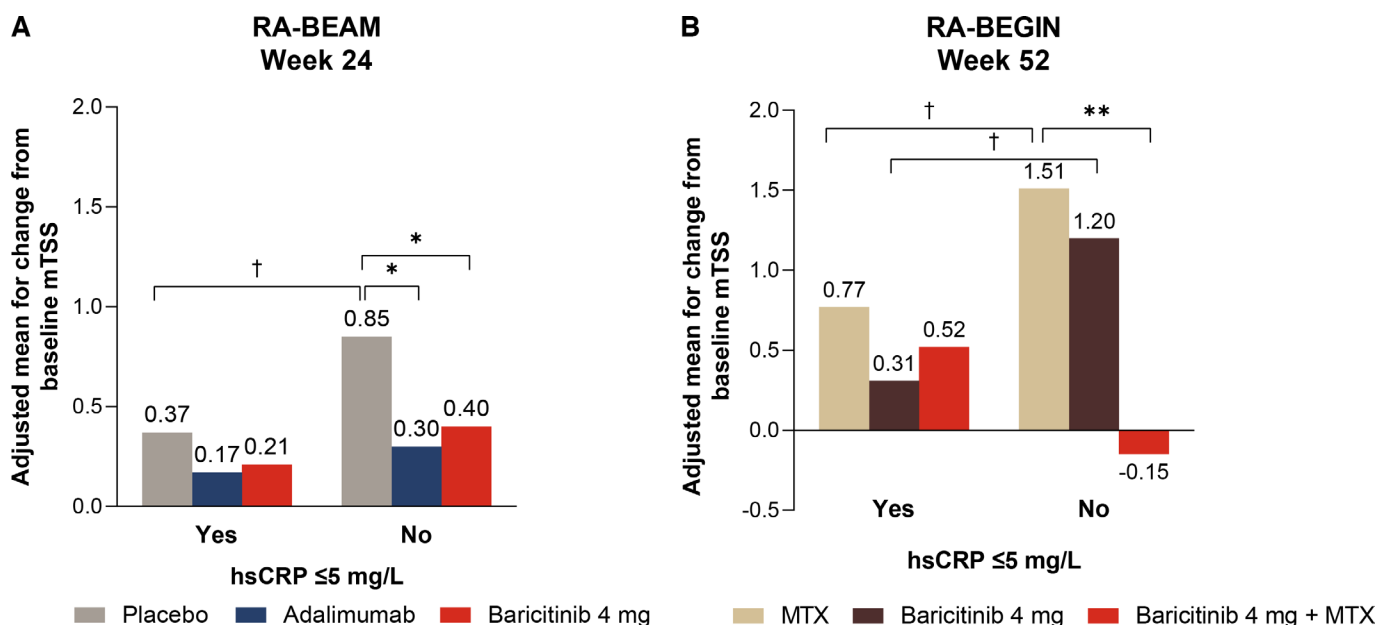 A
RA-BEAM
Week 24
Adjusted mean for change from
baseline mTSS
2.0
1.5
1.0
0.5
0.0
†
*
*
0.37
0.17
0.21
0.85
0.30
0.40
Yes
No
hsCRP ≤5 mg/L
Placebo
Adalimumab
Baricitinib 4 mg
B
RA-BEGIN
Week 52
Adjusted mean for change from
baseline mTSS
2.0
1.5
1.0
0.5
0.0
-0.5
†
**
†
0.77
0.31
0.52
1.51
1.20
-0.15
Yes
No
hsCRP ≤5 mg/L
MTX
Baricitinib 4 mg
Baricitinib 4 mg + MTX